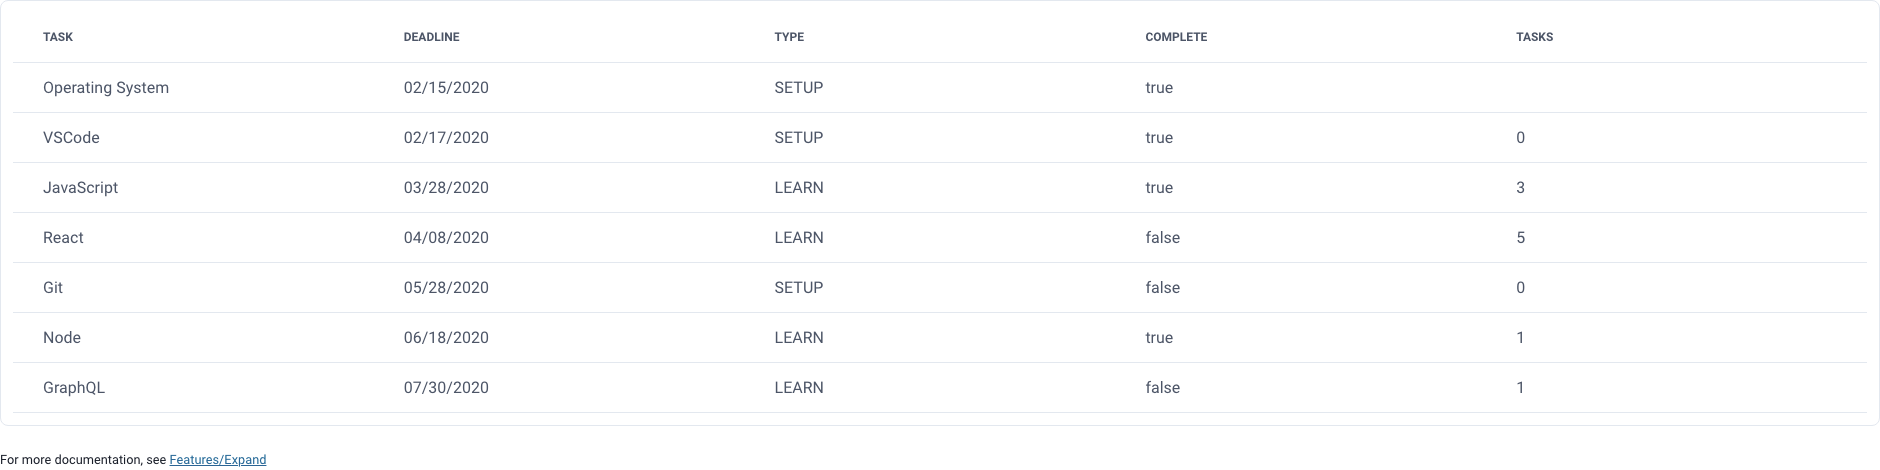 TASK DEADLINE TYPE COMPLETE TASKS
Operating System 02/15/2020 SETUP true
VSCode 02/17/2020 SETUP true 0
JavaScript 03/28/2020 LEARN true 3
React 04/08/2020 LEARN false 5
Git 05/28/2020 SETUP false 0
Node 06/18/2020 LEARN true 1
GraphQL 07/30/2020 LEARN false 1
For more documentation, see Features/Expand